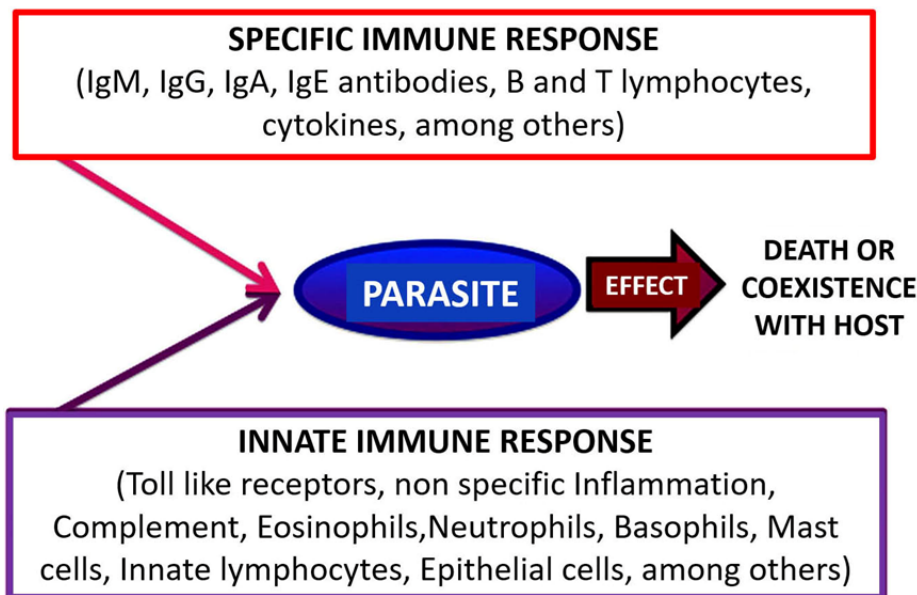 SPECIFIC IMMUNE RESPONSE
(IgM, IgG, IgA, IgE antibodies, B and T lymphocytes,
cytokines, among others)
PARASITE
EFFECT
DEATH OR
COEXISTENCE
WITH HOST
INNATE IMMUNE RESPONSE
(Toll like receptors, non specific Inflammation,
Complement, Eosinophils,Neutrophils, Basophils, Mast
cells, Innate lymphocytes, Epithelial cells, among others)